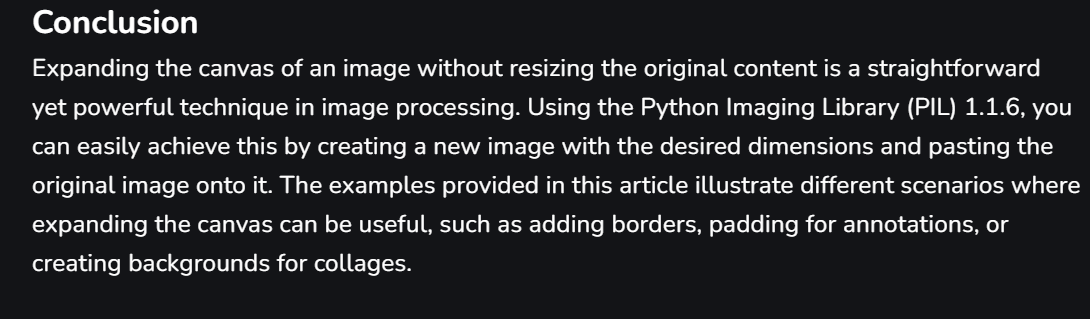 Conclusion
Expanding the canvas of an image without resizing the original content is a straightforward
yet powerful technique in image processing. Using the Python Imaging Library (PIL) 1.1.6, you
can easily achieve this by creating a new image with the desired dimensions and pasting the
original image onto it. The examples provided in this article illustrate different scenarios where
expanding the canvas can be useful, such as adding borders, padding for annotations, or
creating backgrounds for collages.